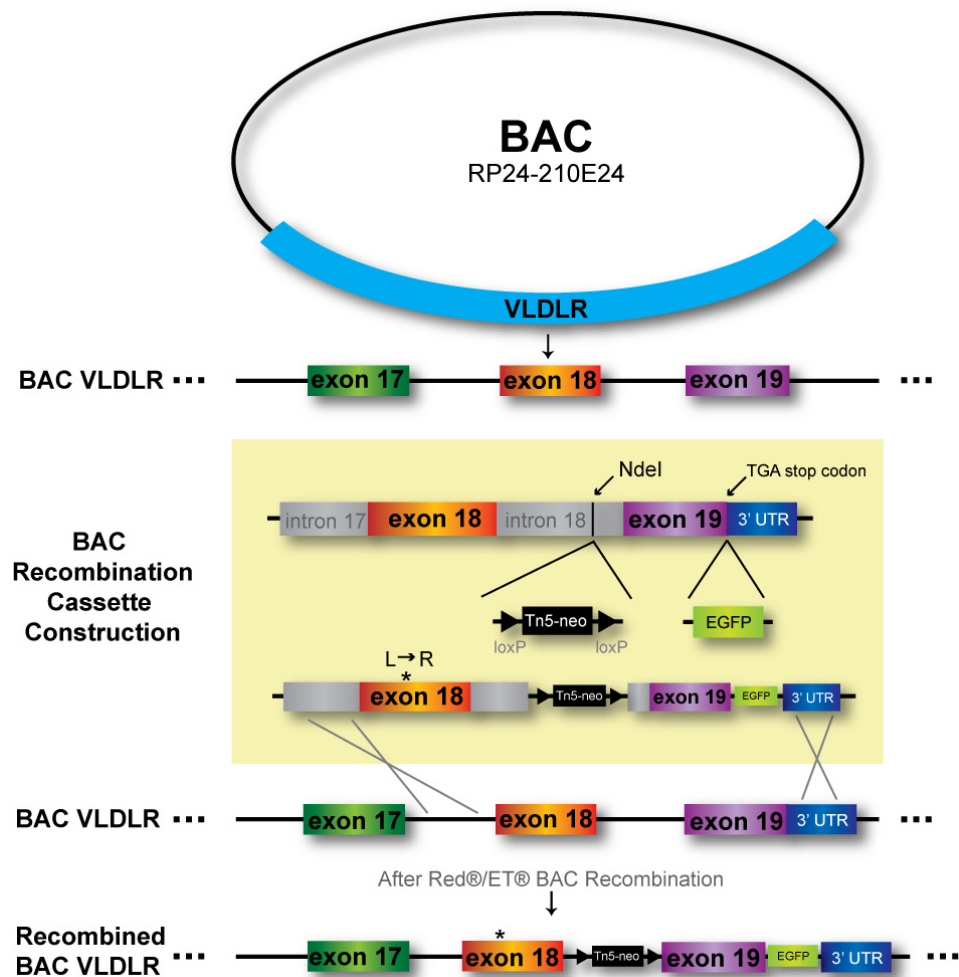 BAC
RP24-210E24
VLDLR
BAC VLDLR ... exon 17 exon 18 exon 19 ...
NdeI
TGA stop codon
intron 17 exon 18 intron 18 exon 19 3' UTR
BAC
Recombination
Cassette
Construction
Tn5-neo EGFP
loxP loxP
L→R
*
exon 18 Tn5-neo exon 19 EGFP 3' UTR
BAC VLDLR ... exon 17 exon 18 exon 19 3' UTR ...
After Red®/ET® BAC Recombination
*
Recombined
BAC VLDLR ... exon 17 exon 18 Tn5-neo exon 19 EGFP 3' UTR ...